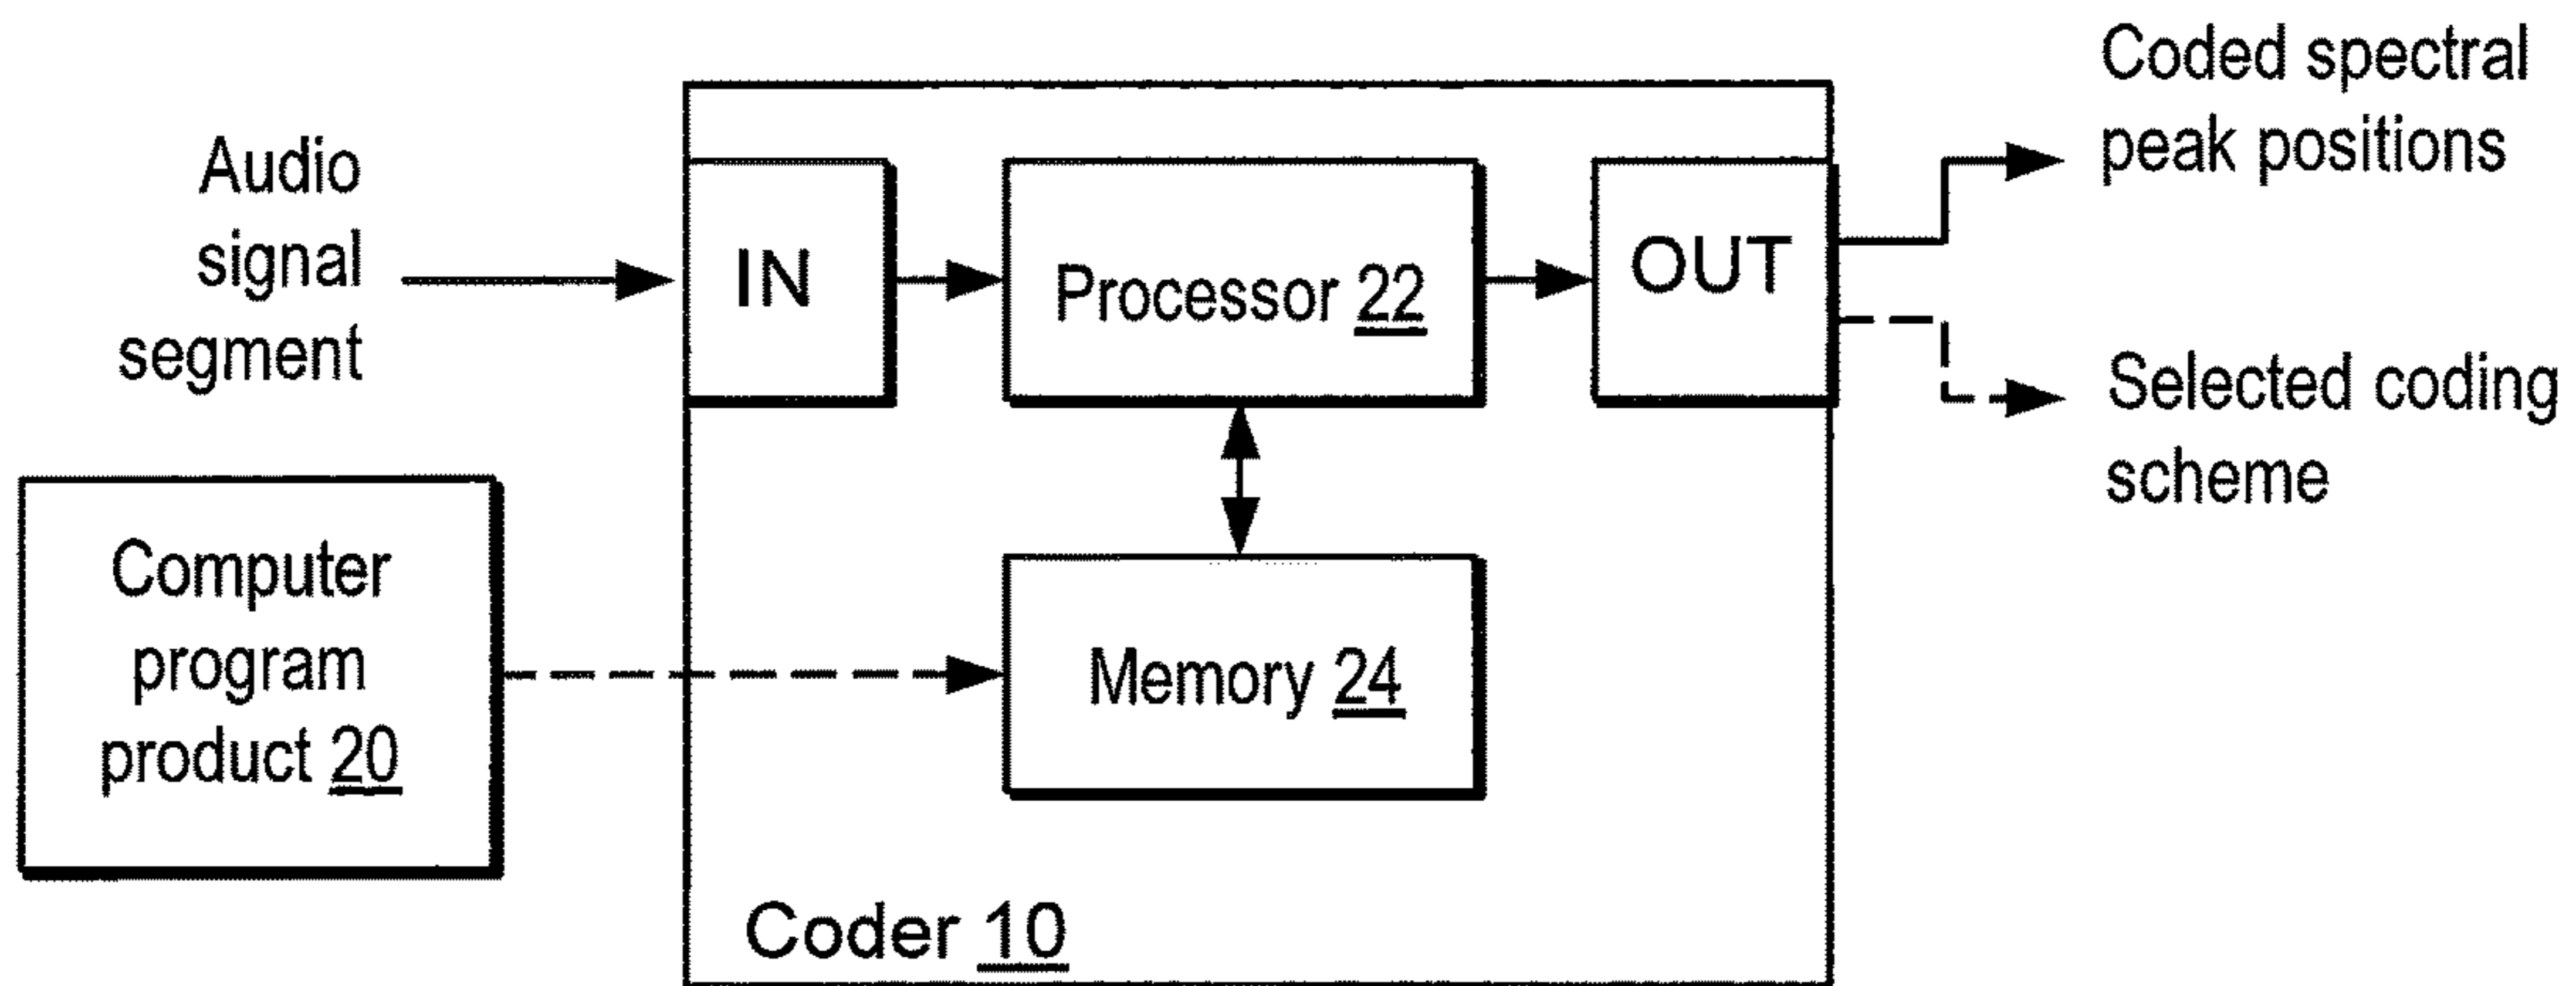 Audio
signal
segment
IN
Processor 22
OUT
Coded spectral
peak positions
Selected coding
scheme
Computer
program
product 20
Memory 24
Coder 10